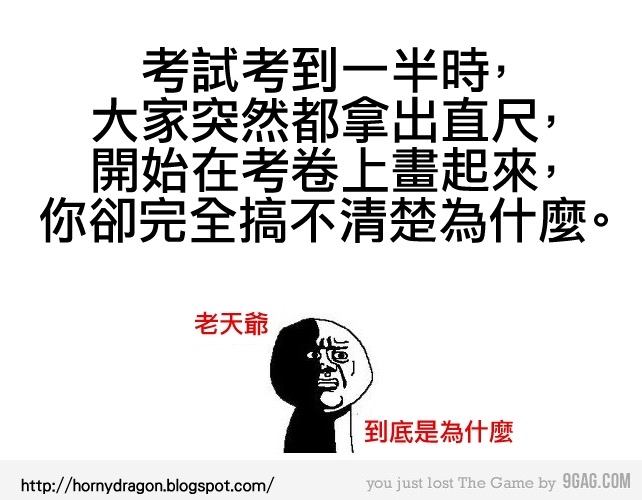 考試考到一半時，
大家突然都拿出直尺，
開始在考卷上畫起來，
你卻完全搞不清楚為什麼。
老天爺
到底是為什麼
http://hornydragon.blogspot.com/
you just lost The Game by 9GAG.COM